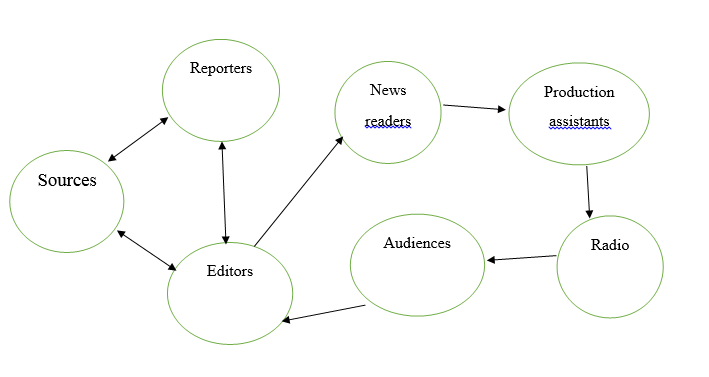 Reporters
News
readers
Production
assistants
Sources
Audiences
Radio
Editors